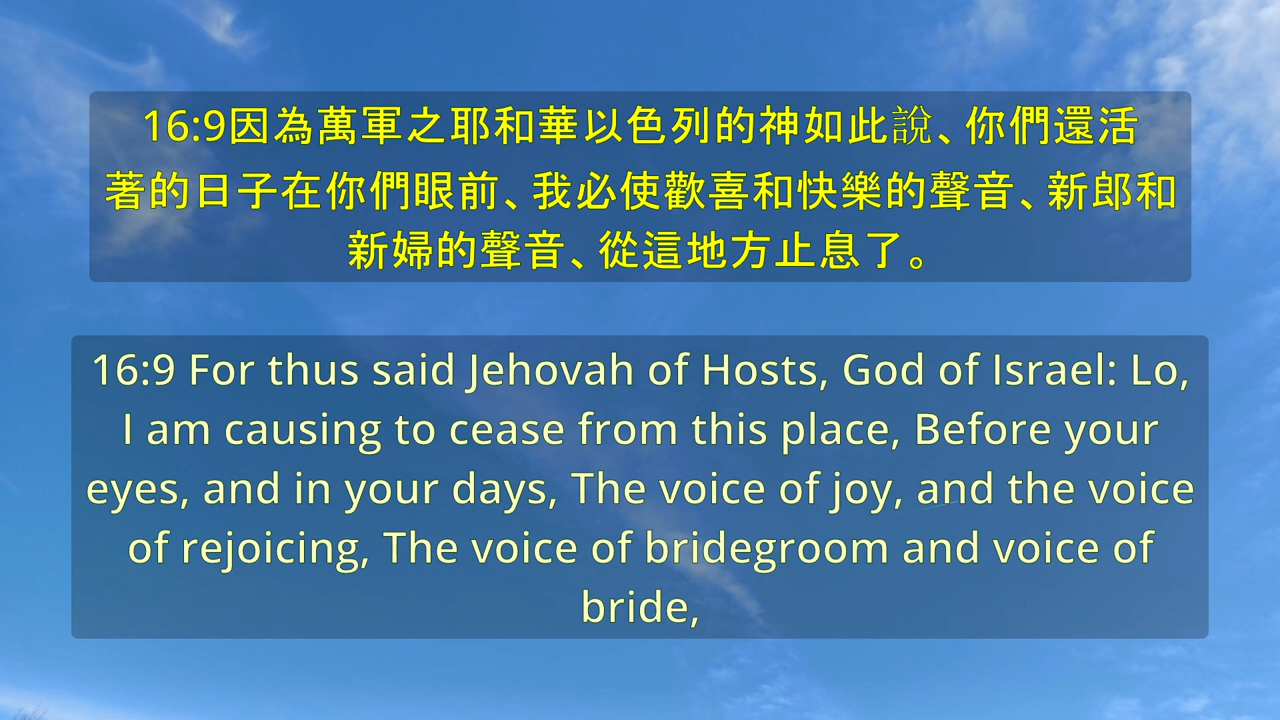 16:9因為萬軍之耶和華以色列的神如此說、你們還活
著的日子在你們眼前、我必使歡喜和快樂的聲音、新郎和
新婦的聲音、從這地方止息了。
16:9 For thus said Jehovah of Hosts, God of Israel: Lo,
I am causing to cease from this place, Before your
eyes, and in your days, The voice of joy, and the voice
of rejoicing, The voice of bridegroom and voice of
bride,